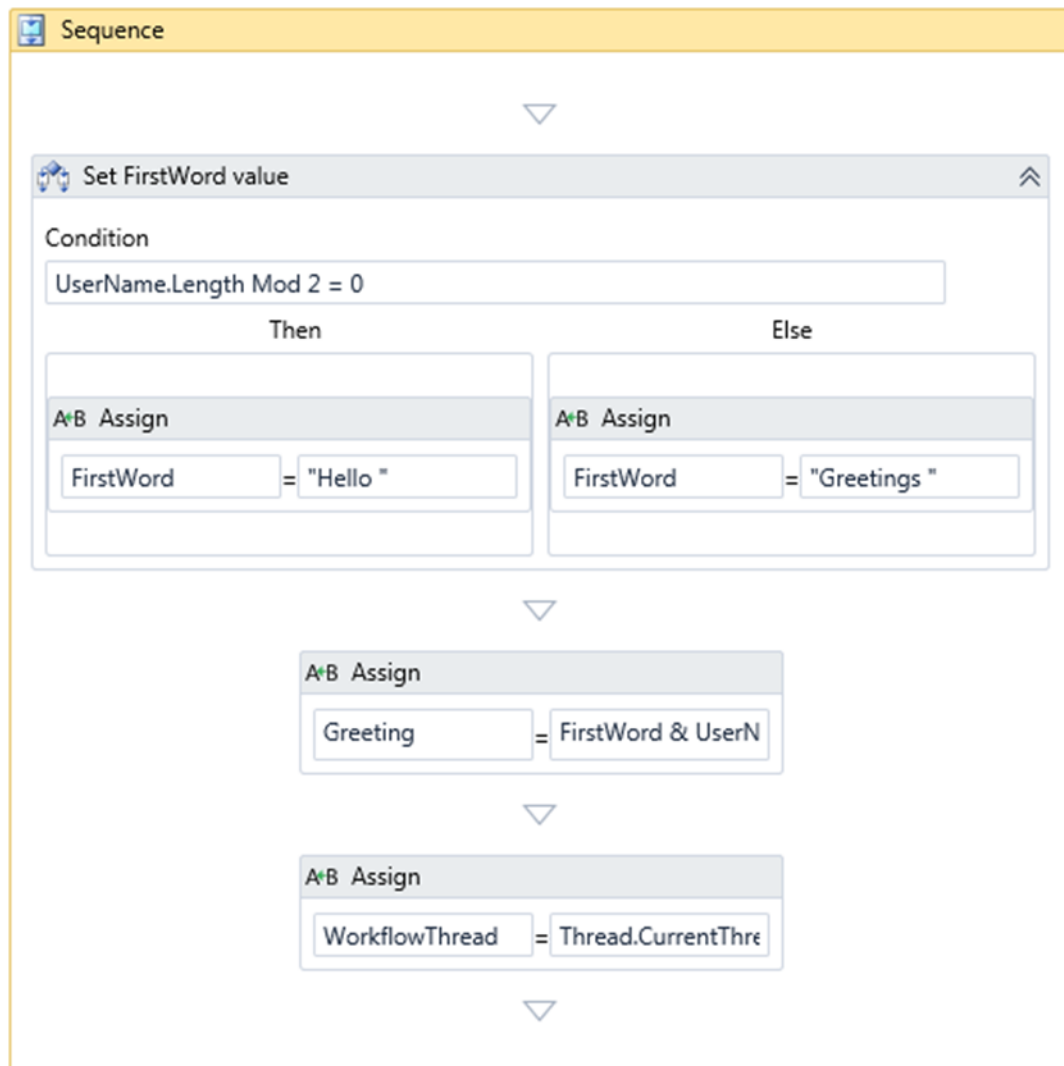 Sequence
Set FirstWord value
Condition
UserName.Length Mod 2 = 0
Then Else
A+B Assign A+B Assign
FirstWord = "Hello " FirstWord = "Greetings "
A+B Assign
Greeting = FirstWord & UserN
A+B Assign
WorkflowThread = Thread.CurrentThre